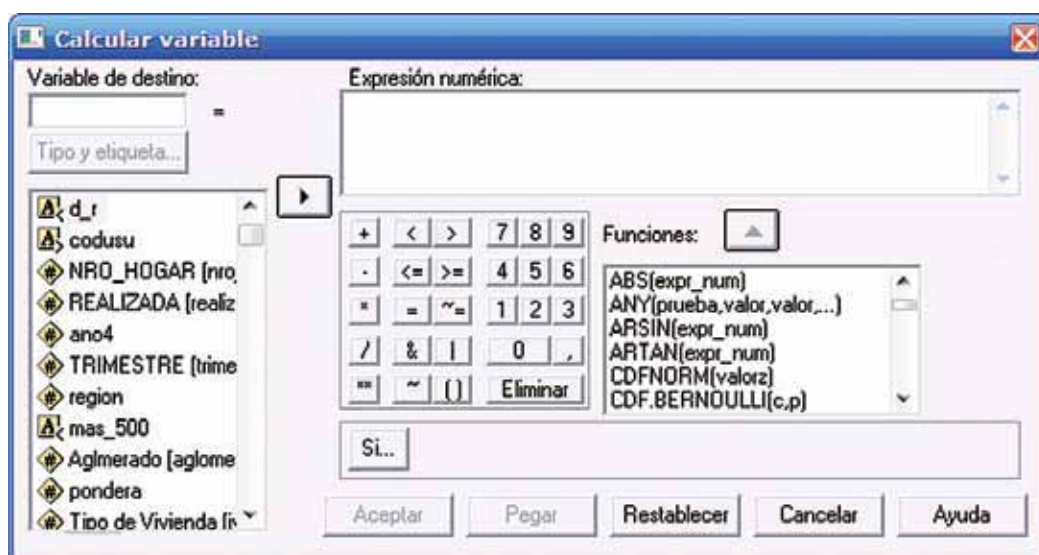 Calcular variable
Variable de destino:
=
Tipo y etiqueta...
d_r
codusu
NRO_HOGAR [nro_
REALIZADA [realiz
ano4
TRIMESTRE [trime
region
mas_500
Aglmerado [aglome
pondera
Tipo de Vivienda [iv
Expresión numérica:
+ < > 7 8 9
- <= >= 4 5 6
* = ~= 1 2 3
/ & | 0 ,
** ~ () Eliminar
Funciones:
ABS(expr_num)
ANY(prueba,valor,valor,...)
ARSIN(expr_num)
ARTAN(expr_num)
CDFNORM(valorz)
CDF.BERNOULLI(c,p)
Si...
Aceptar Pegar Restablecer Cancelar Ayuda